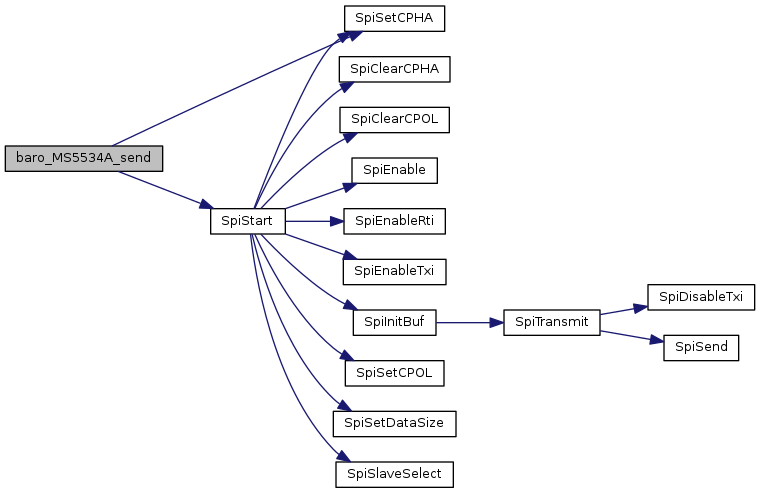 SpiSetCPHA
SpiClearCPHA
SpiClearCPOL
baro_MS5534A_send
SpiEnable
SpiStart
SpiEnableRti
SpiEnableTxi
SpiDisableTxi
SpiInitBuf
SpiTransmit
SpiSend
SpiSetCPOL
SpiSetDataSize
SpiSlaveSelect